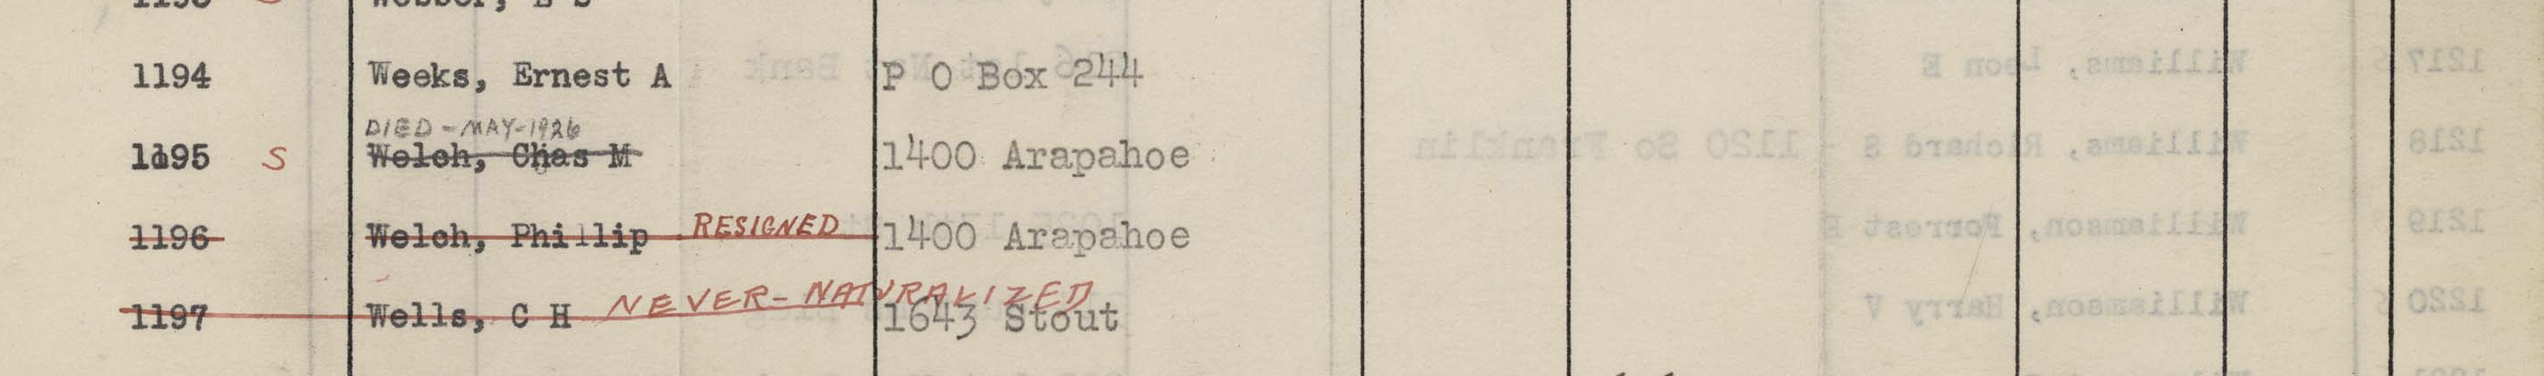 1194 Weeks, Ernest A P O Box 244
DIED - MAY - 1926
1195 S Welch, Chas M 1400 Arapahoe
1196 Welch, Phillip RESIGNED 1400 Arapahoe
NEVER - NATURALIZED
1197 Wells, C H 1643 Stout